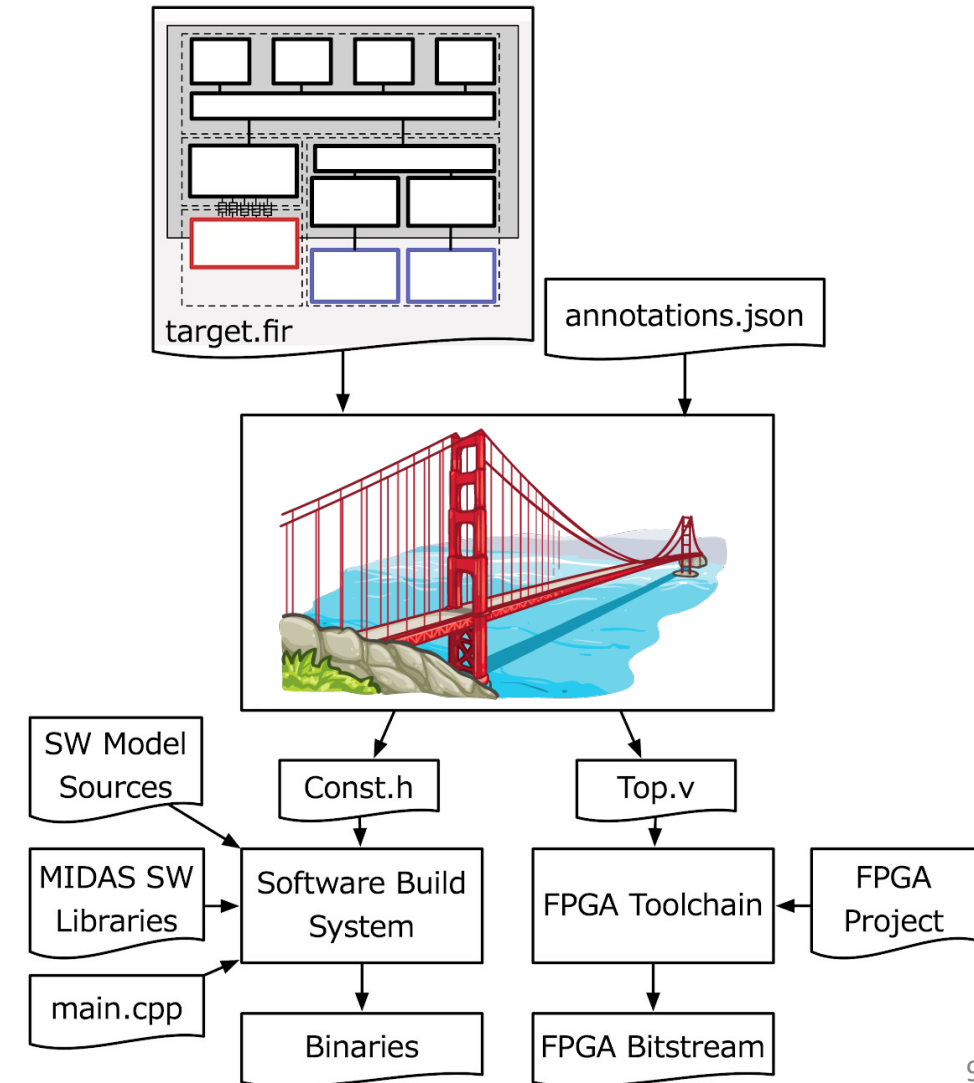 target.fir
annotations.json
SW Model
Sources
Const.h
Top.v
MIDAS SW
Libraries
Software Build
System
FPGA Toolchain
FPGA
Project
main.cpp
Binaries
FPGA Bitstream
9